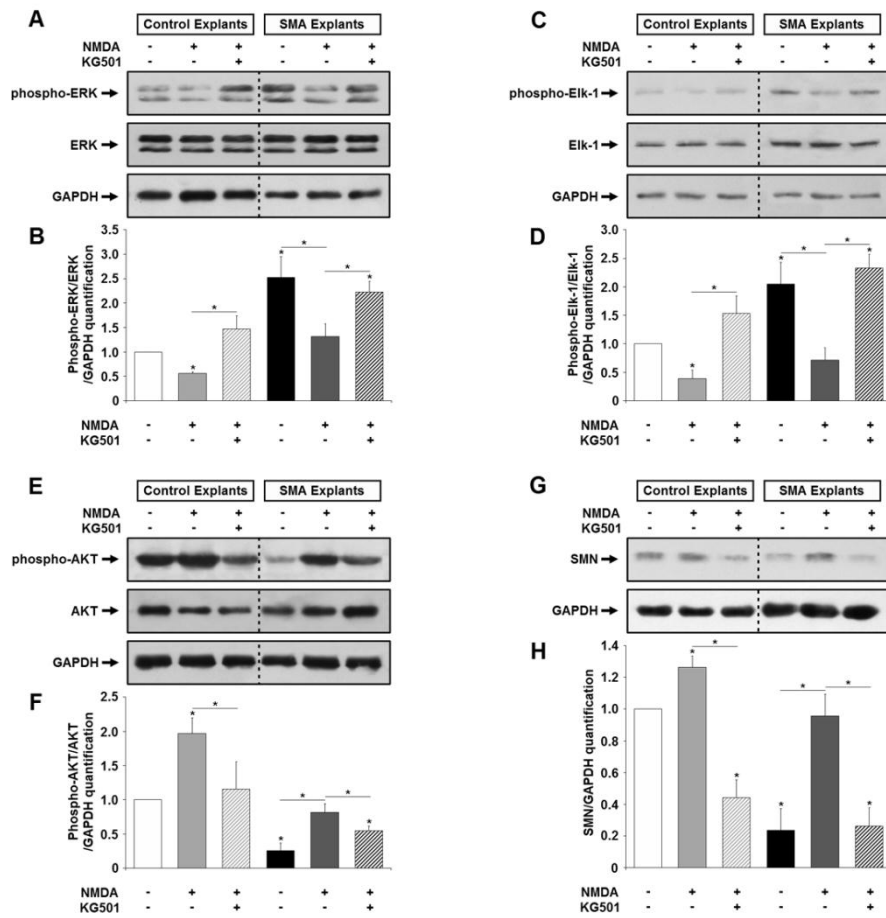 A
Control Explants SMA Explants
NMDA - + + - + +
KG501 + +
phospho-ERK
ERK
GAPDH
B
Phospho-ERK/ERK
/GAPDH quantification
3.5
3.0
2.5
2.0
1.5
1.0
0.5
0
* * * * * *
NMDA - + + - + +
KG501 + +
C
Control Explants SMA Explants
NMDA - + + - + +
KG501 + +
phospho-Elk-1
Elk-1
GAPDH
D
Phospho-Elk-1/Elk-1
/GAPDH quantification
3.0
2.5
2.0
1.5
1.0
0.5
0
* * * * * *
NMDA - + + - + +
KG501 + +
E
Control Explants SMA Explants
NMDA - + + - + +
KG501 + +
phospho-AKT
AKT
GAPDH
F
Phospho-AKT/AKT
/GAPDH quantification
2.5
2.0
1.5
1.0
0.5
0
* * * * * *
NMDA - + + - + +
KG501 + +
G
Control Explants SMA Explants
NMDA - + + - + +
KG501 + +
SMN
GAPDH
H
SMN/GAPDH quantification
1.4
1.2
1.0
0.8
0.6
0.4
0.2
0
* * * * * * *
NMDA - + + - + +
KG501 + +